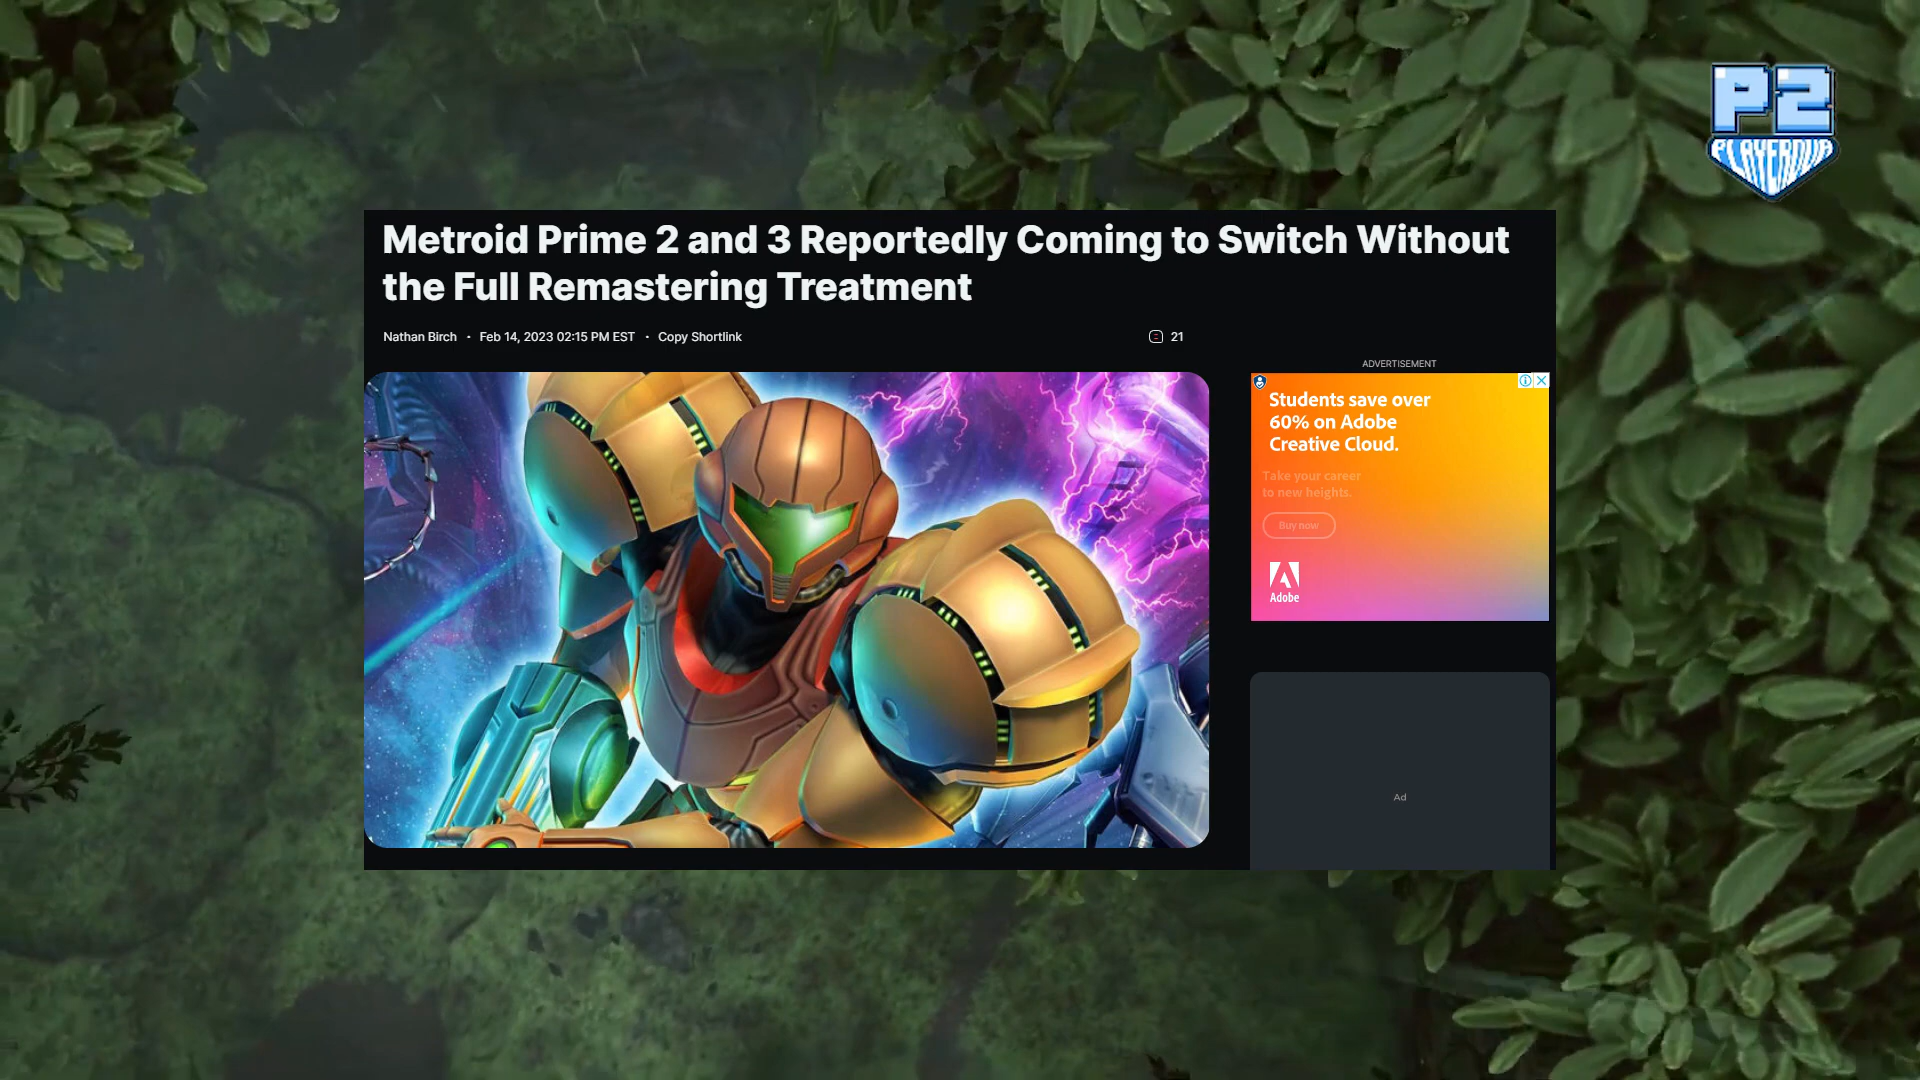 P2
PLAYERDUA
Metroid Prime 2 and 3 Reportedly Coming to Switch Without
the Full Remastering Treatment
Nathan Birch • Feb 14, 2023 02:15 PM EST • Copy Shortlink
21
ADVERTISEMENT
Students save over
60% on Adobe
Creative Cloud.
Take your career
to new heights.
Buy now
Adobe
Ad